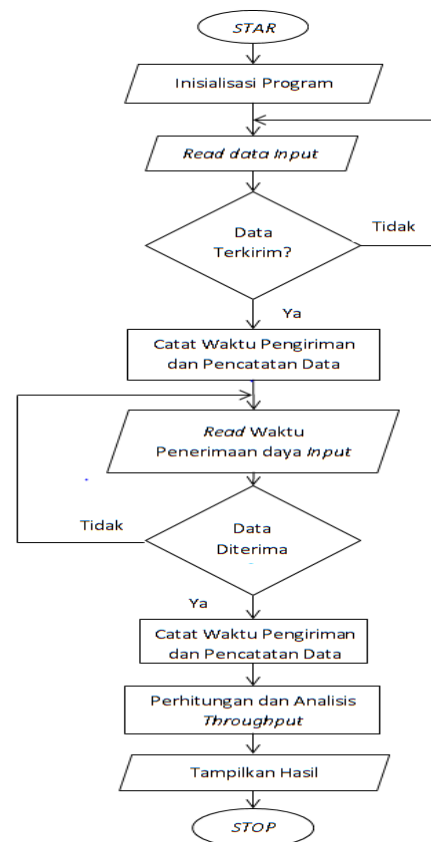 STAR
Inisialisasi Program
Read data Input
Data
Terkirim?
Tidak
Ya
Catat Waktu Pengiriman
dan Pencatatan Data
Read Waktu
Penerimaan daya Input
Tidak
Data
Diterima
Ya
Catat Waktu Pengiriman
dan Pencatatan Data
Perhitungan dan Analisis
Throughput
Tampilkan Hasil
STOP